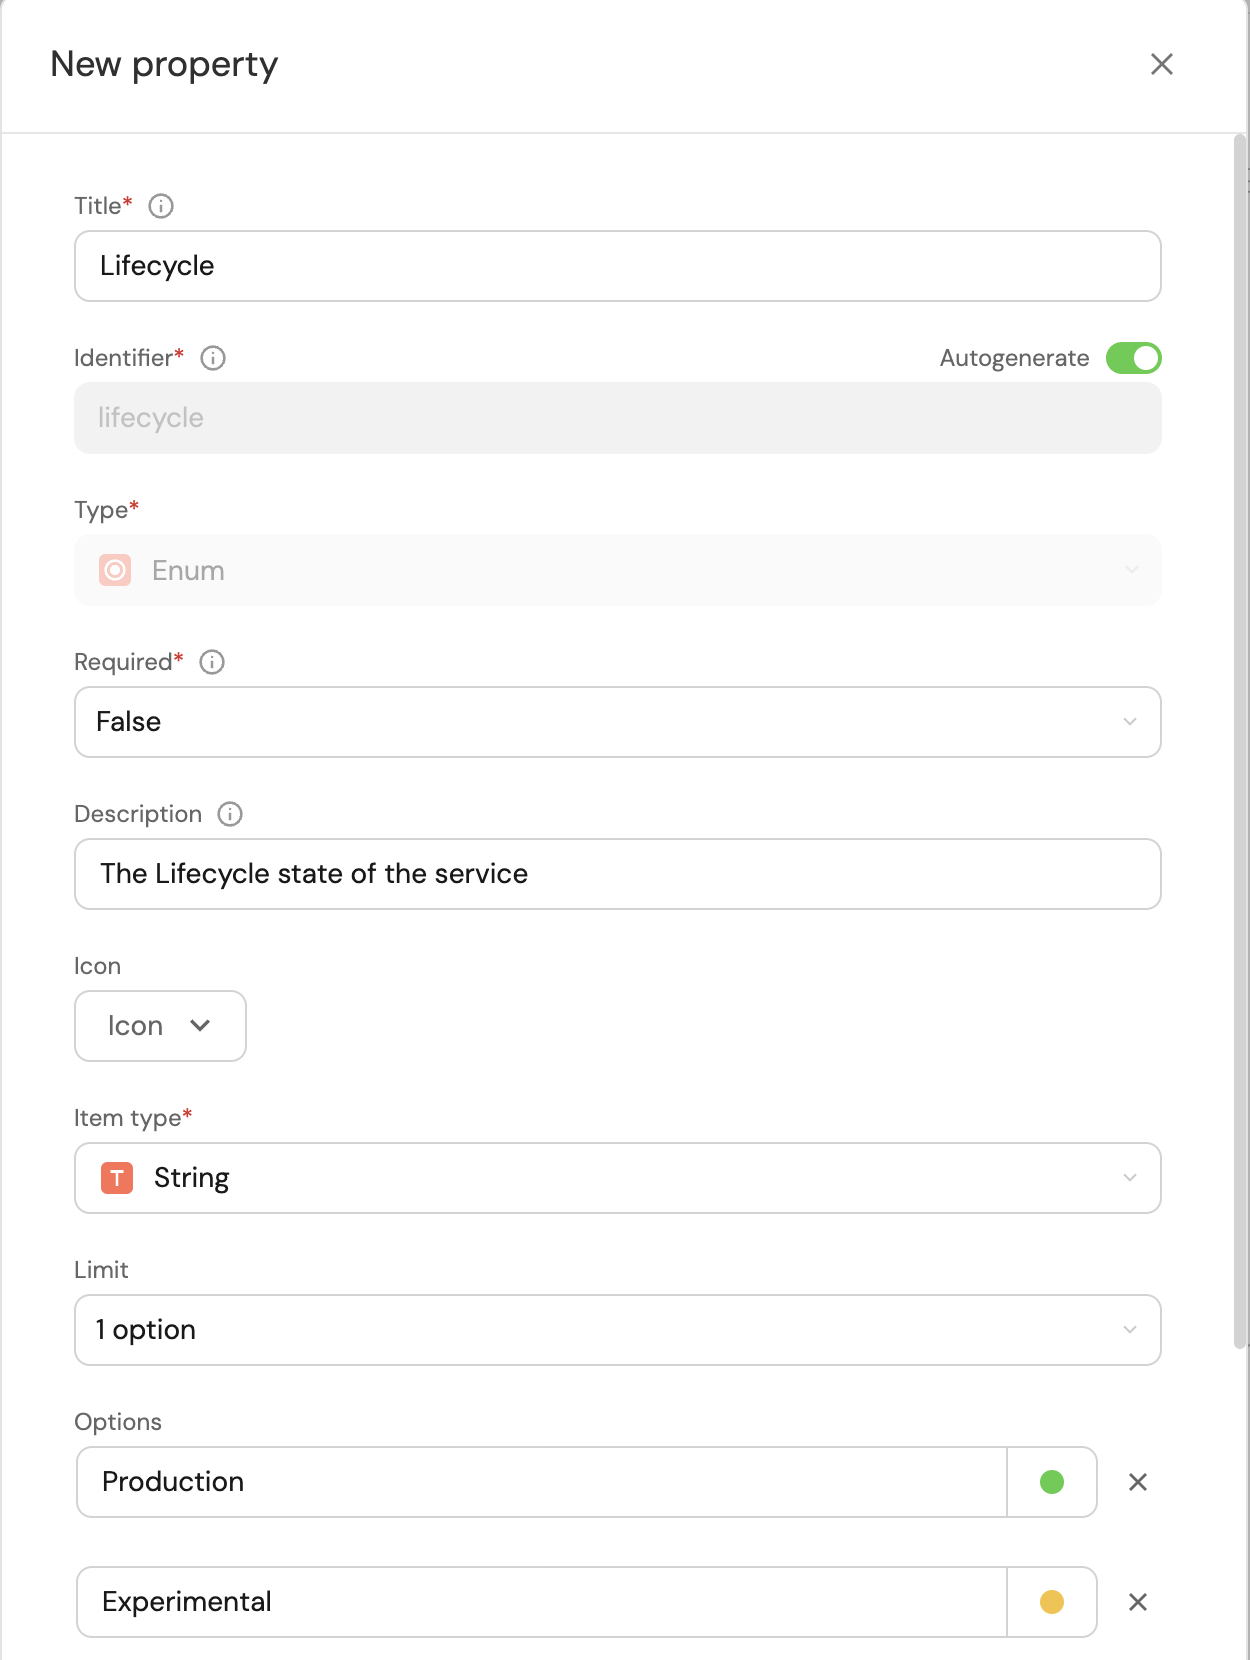 New property
Title*
Lifecycle
Identifier*
Autogenerate
lifecycle
Type*
Enum
Required*
False
Description
The Lifecycle state of the service
Icon
Icon
Item type*
T String
Limit
1 option
Options
Production
Experimental